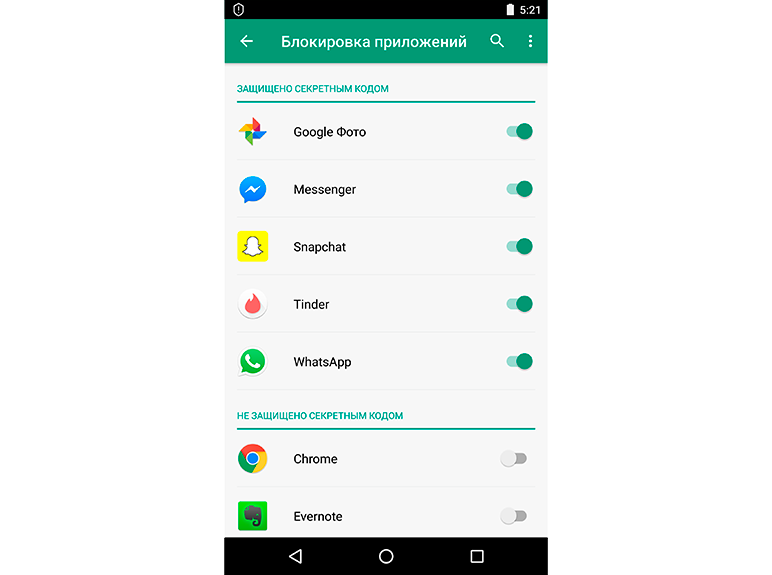 5:21
Блокировка приложений
ЗАЩИЩЕНО СЕКРЕТНЫМ КОДОМ
Google Фото
Messenger
Snapchat
Tinder
WhatsApp
НЕ ЗАЩИЩЕНО СЕКРЕТНЫМ КОДОМ
Chrome
Evernote